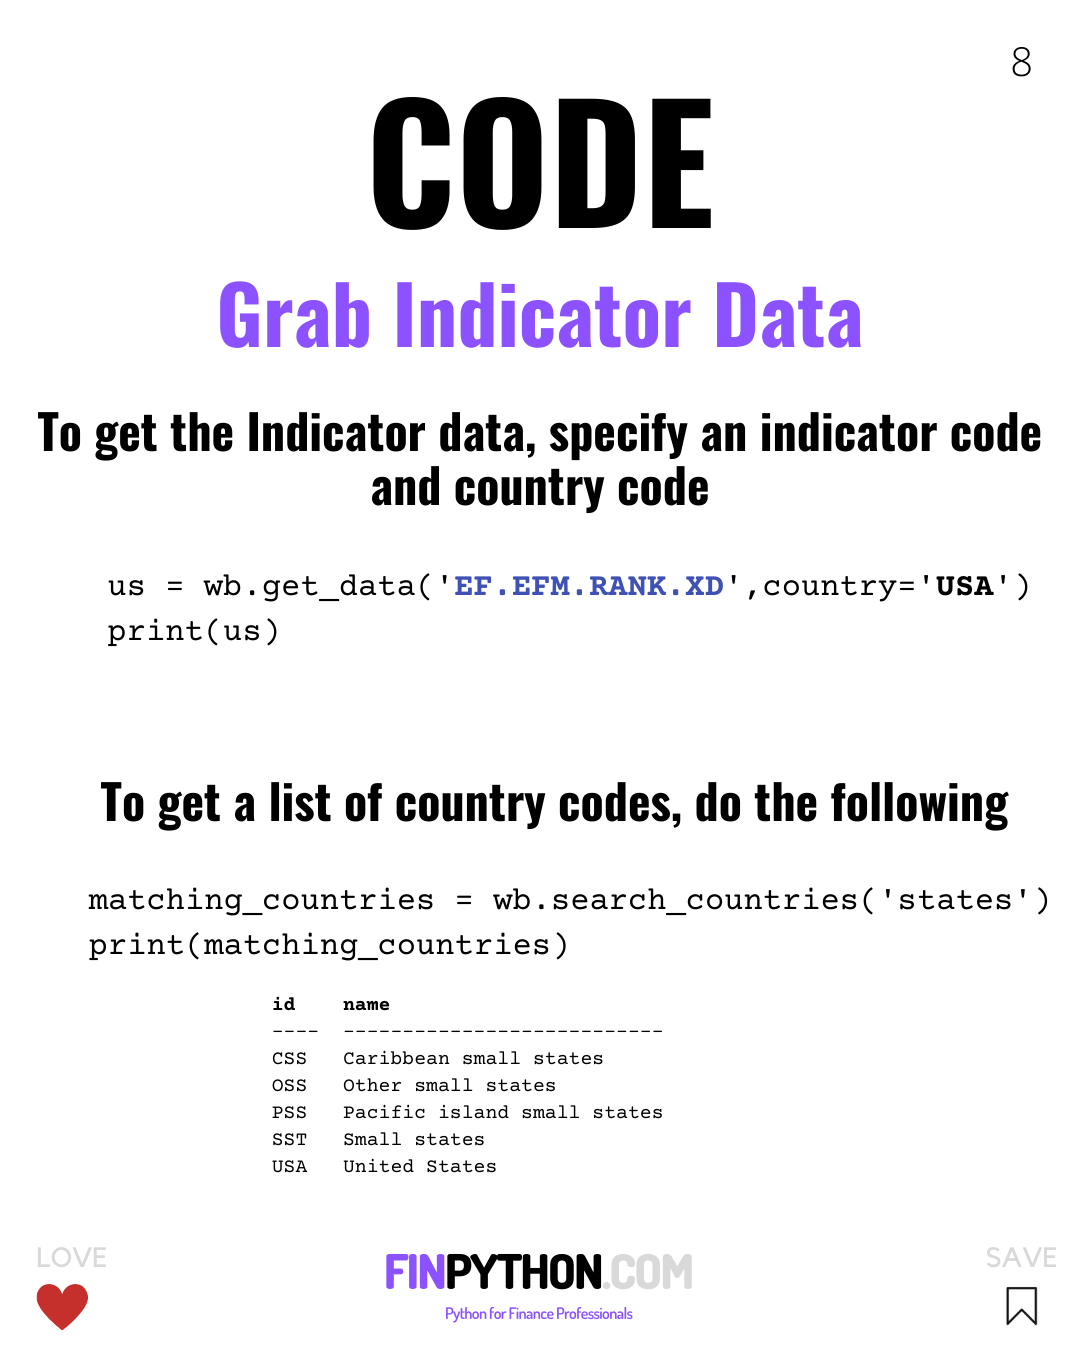 8
CODE
Grab Indicator Data
To get the Indicator data, specify an indicator code
and country code
us = wb.get_data('EF.EFM.RANK.XD',country='USA')
print(us)
To get a list of country codes, do the following
matching_countries = wb.search_countries('states')
print(matching_countries)
id name
---- ---------------------------
CSS Caribbean small states
OSS Other small states
PSS Pacific island small states
SST Small states
USA United States
LOVE
FINPYTHON.COM
SAVE
Python for Finance Professionals